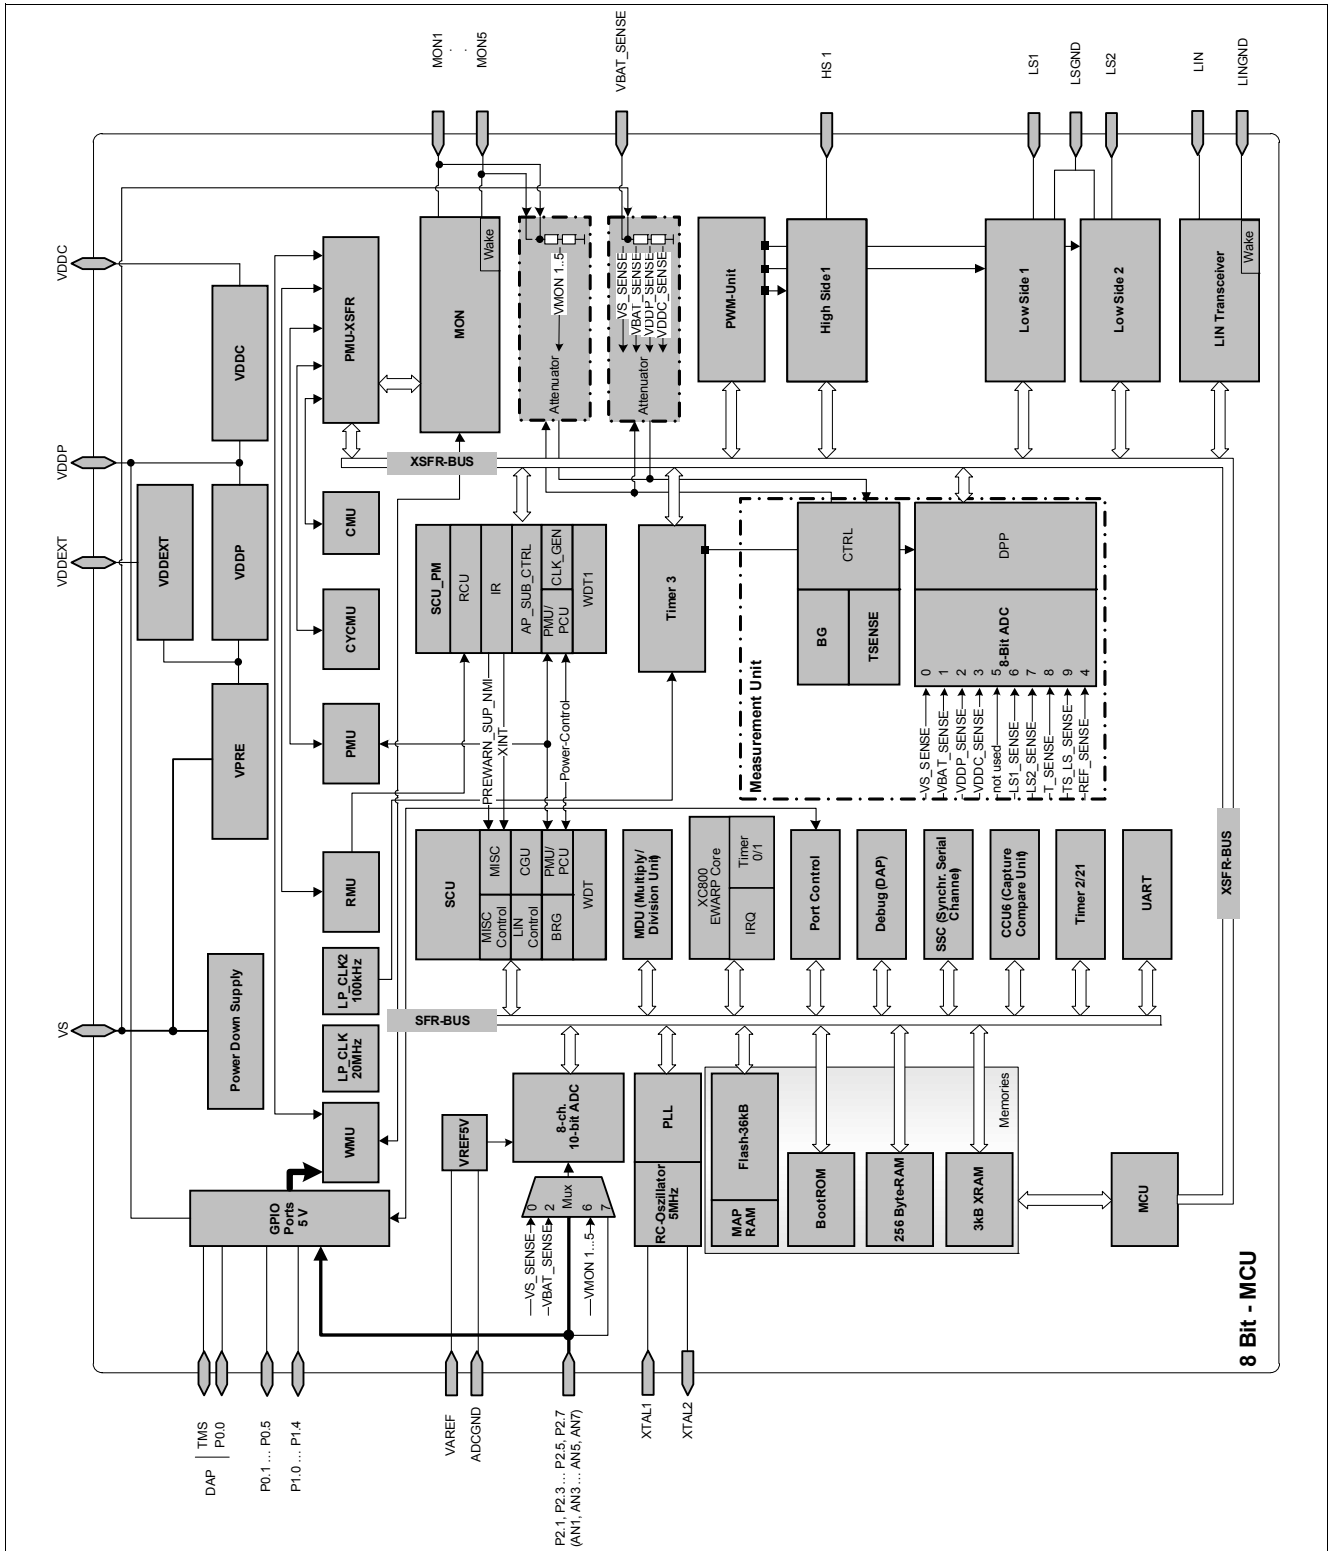 VS
VDDEXT
VDDP
VDDC
DAP
TMS
P0.0
P0.1 ... P0.5
P1.0 ... P1.4
GPIO
Ports
5 V
WMU
Power Down Supply
LP_CLK
20MHz
LP_CLK2
100kHz
RMU
VPRE
PMU
VDDEXT
VDDP
CYCMU
CMU
VDDC
PMU-XSFR
MON
Wake
MON1
.
.
MON5
VMON 1..5
Attenuator
VBAT_SENSE
VS_SENSE
VBAT_SENSE
VDDP_SENSE
VDDC_SENSE
Attenuator
VAREF
ADCGND
VREF5V
8-ch.
10-bit ADC
Mux
0
2
6
7
VS_SENSE
VBAT_SENSE
VMON 1...5
P2.1, P2.3 ... P2.5, P2.7
(AN1, AN3 ... AN5, AN7)
SFR-BUS
XSFR-BUS
SCU
MISC
Control
MISC
LIN
Control
CGU
BRG
PMU/
PCU
WDT
PREWARN_SUP_NMI
XINT
Power-Control
SCU_PM
RCU
IR
AP_SUB_CTRL
PMU/
PCU
CLK_GEN
WDT1
Timer 3
XTAL1
XTAL2
RC-Oszillator
5MHz
PLL
MDU (Multiply/
Division Unit)
XC800
EWARP Core
IRQ
Timer
0/1
Port Control
Debug (DAP)
SSC (Synchr. Serial
Channel)
CCU6 (Capture
Compare Unit)
Timer 2/21
UART
MAP
RAM
Flash-36kB
BootROM
256 Byte-RAM
3kB XRAM
Memories
MCU
XSFR-BUS
Measurement Unit
BG
TSENSE
CTRL
8-Bit ADC
DPP
VS_SENSE 0
VBAT_SENSE 1
VDDP_SENSE 2
VDDC_SENSE 3
not used 5
LS1_SENSE 6
LS2_SENSE 7
T_SENSE 8
TS_LS_SENSE 9
REF_SENSE 4
PWM-Unit
High Side1
HS 1
Low Side 1
LS1
LSGND
Low Side 2
LS2
LIN Transceiver
Wake
LIN
LINGND
8 Bit - MCU